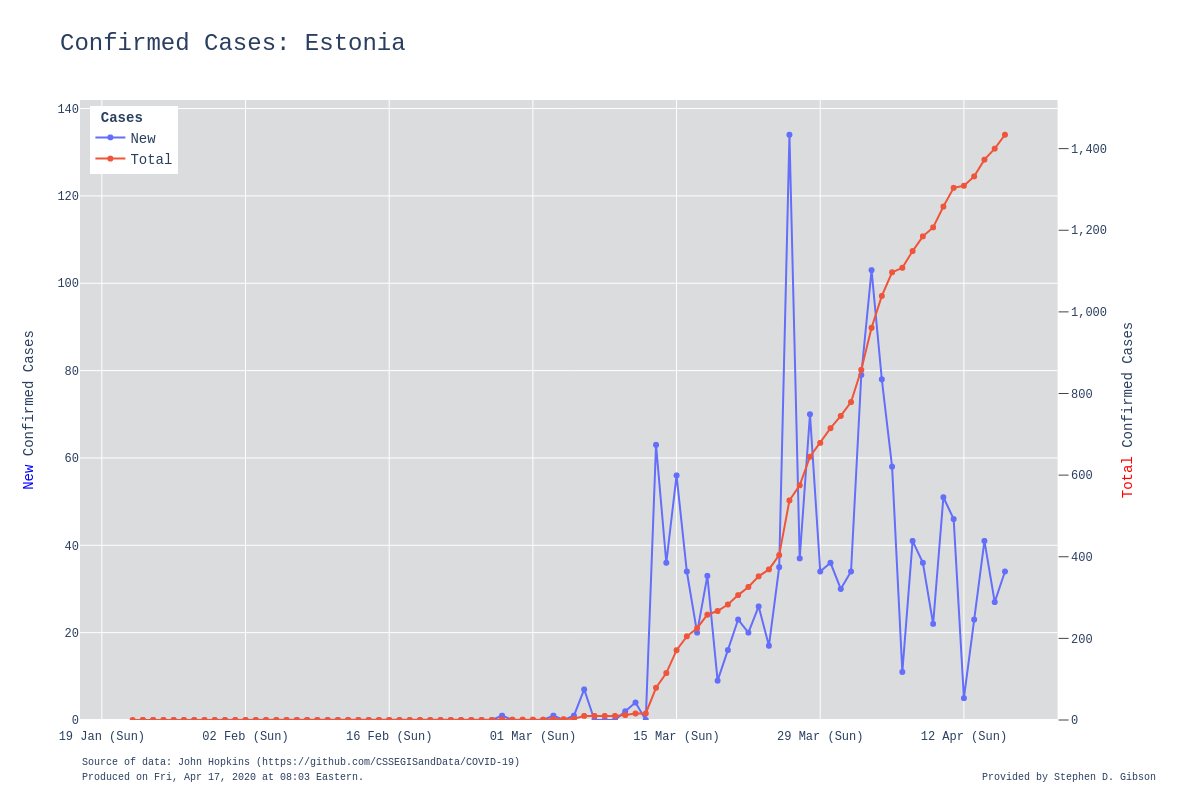 Confirmed Cases: Estonia
Cases
New
Total
140
120
100
80
60
40
20
0
New Confirmed Cases
1,400
1,200
1,000
800
600
400
200
0
Total Confirmed Cases
19 Jan (Sun) 02 Feb (Sun) 16 Feb (Sun) 01 Mar (Sun) 15 Mar (Sun) 29 Mar (Sun) 12 Apr (Sun)
Source of data: John Hopkins (https://github.com/CSSEGISandData/COVID-19)
Produced on Fri, Apr 17, 2020 at 08:03 Eastern.
Provided by Stephen D. Gibson